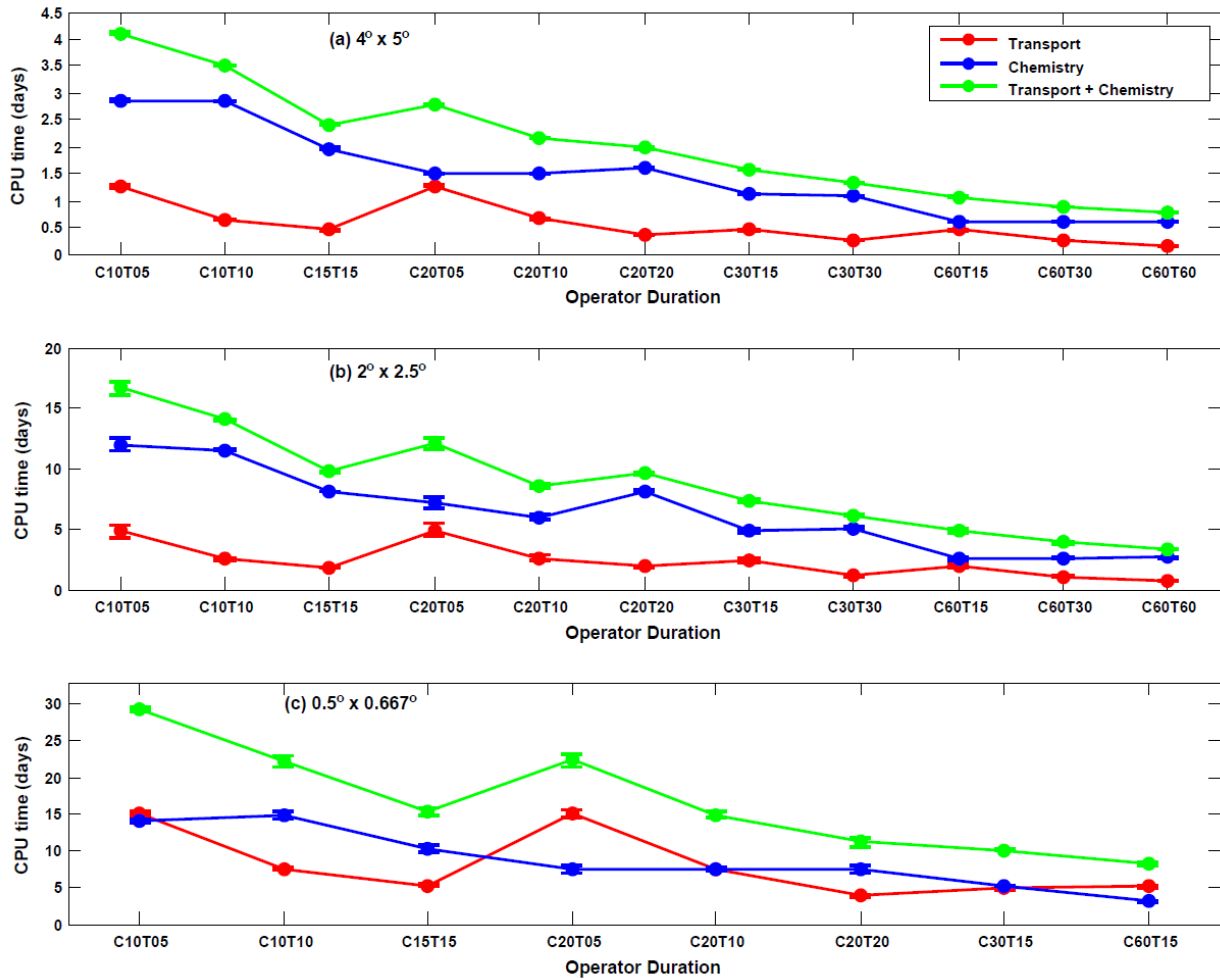 (a) 4° x 5°
Transport
Chemistry
Transport + Chemistry
CPU time (days)
4.5
4
3.5
3
2.5
2
1.5
1
0.5
0
C10T05 C10T10 C15T15 C20T05 C20T10 C20T20 C30T15 C30T30 C60T15 C60T30 C60T60
Operator Duration
(b) 2° x 2.5°
CPU time (days)
20
15
10
5
0
C10T05 C10T10 C15T15 C20T05 C20T10 C20T20 C30T15 C30T30 C60T15 C60T30 C60T60
Operator Duration
(c) 0.5° x 0.667°
CPU time (days)
30
25
20
15
10
5
0
C10T05 C10T10 C15T15 C20T05 C20T10 C20T20 C30T15 C60T15
Operator Duration